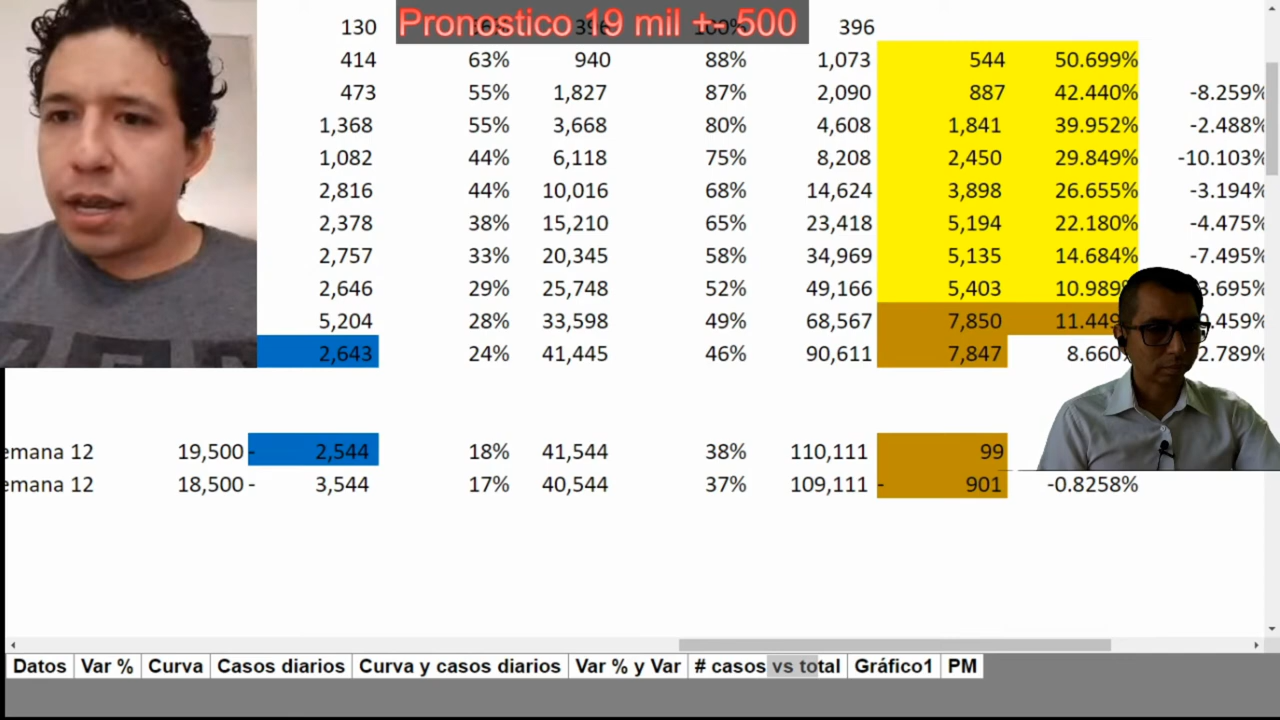 Pronostico 19 mil +- 500
130 396 396
414 63% 940 88% 1,073 544 50.699%
473 55% 1,827 87% 2,090 887 42.440% -8.259%
1,368 55% 3,668 80% 4,608 1,841 39.952% -2.488%
1,082 44% 6,118 75% 8,208 2,450 29.849% -10.103%
2,816 44% 10,016 68% 14,624 3,898 26.655% -3.194%
2,378 38% 15,210 65% 23,418 5,194 22.180% -4.475%
2,757 33% 20,345 58% 34,969 5,135 14.684% -7.495%
2,646 29% 25,748 52% 49,166 5,403 10.989% .695%
5,204 28% 33,598 49% 68,567 7,850 11.449 .459%
2,643 24% 41,445 46% 90,611 7,847 8.660 2.789%
emana 12 19,500 - 2,544 18% 41,544 38% 110,111 99
emana 12 18,500 - 3,544 17% 40,544 37% 109,111 - 901 -0.8258%
Datos Var % Curva Casos diarios Curva y casos diarios Var % y Var # casos vs total Gráfico1 PM